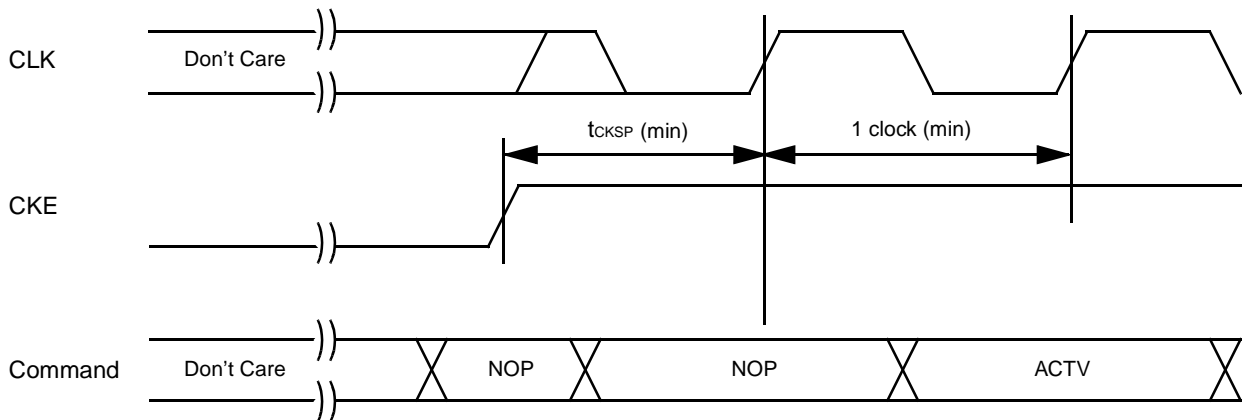 CLK
Don't Care
tCKSP (min)
1 clock (min)
CKE
Command
Don't Care
NOP
NOP
ACTV